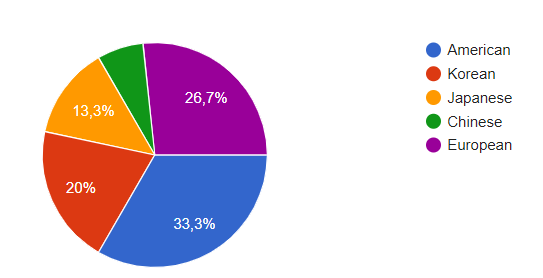 American
Korean
Japanese
Chinese
European
26,7%
13,3%
20%
33,3%